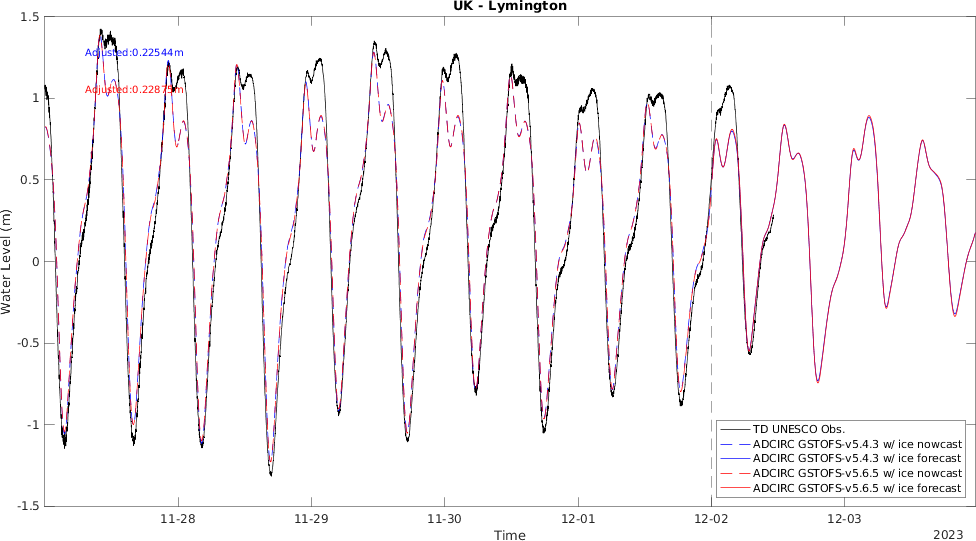 UK - Lymington
1.5
1
0.5
0
-0.5
-1
-1.5
Water Level (m)
Adjusted:0.22544m
Adjusted:0.22875m
TD UNESCO Obs.
ADCIRC GSTOFS-v5.4.3 w/ ice nowcast
ADCIRC GSTOFS-v5.4.3 w/ ice forecast
ADCIRC GSTOFS-v5.6.5 w/ ice nowcast
ADCIRC GSTOFS-v5.6.5 w/ ice forecast
11-28 11-29 11-30 12-01 12-02 12-03
Time
2023